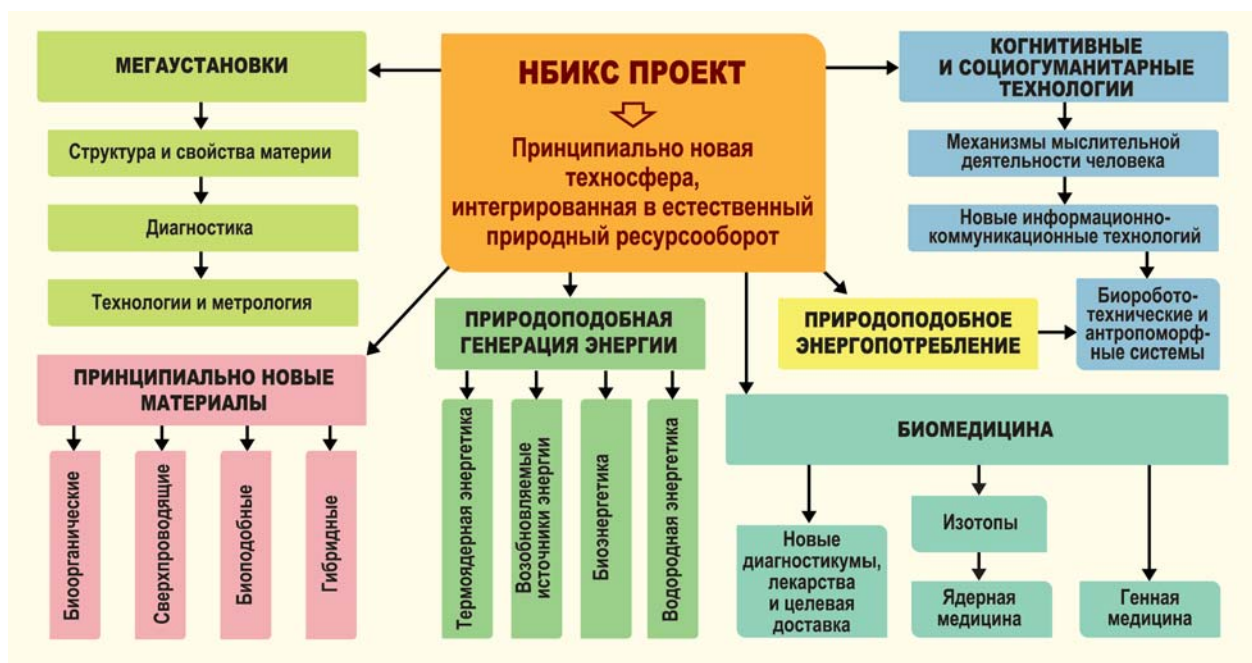 МЕГАУСТАНОВКИ
Структура и свойства материи
Диагностика
Технологии и метрология
НБИКС ПРОЕКТ
Принципиально новая
техносфера,
интегрированная в естественный
природный ресурсооборот
КОГНИТИВНЫЕ
И СОЦИОГУМАНИТАРНЫЕ
ТЕХНОЛОГИИ
Механизмы мыслительной
деятельности человека
Новые информационно-
коммуникационные технологий
Биоробото-
технические и
антропоморф-
ные системы
ПРИРОДОПОДОБНОЕ
ЭНЕРГОПОТРЕБЛЕНИЕ
ПРИРОДОПОДОБНАЯ
ГЕНЕРАЦИЯ ЭНЕРГИИ
Термоядерная энергетика
Возобновляемые
источники энергии
Биоэнергетика
Водородная энергетика
ПРИНЦИПИАЛЬНО НОВЫЕ
МАТЕРИАЛЫ
Биорганические
Сверхпроводящие
Биоподобные
Гибридные
БИОМЕДИЦИНА
Новые
диагностикумы,
лекарства
и целевая
доставка
Изотопы
Ядерная
медицина
Генная
медицина